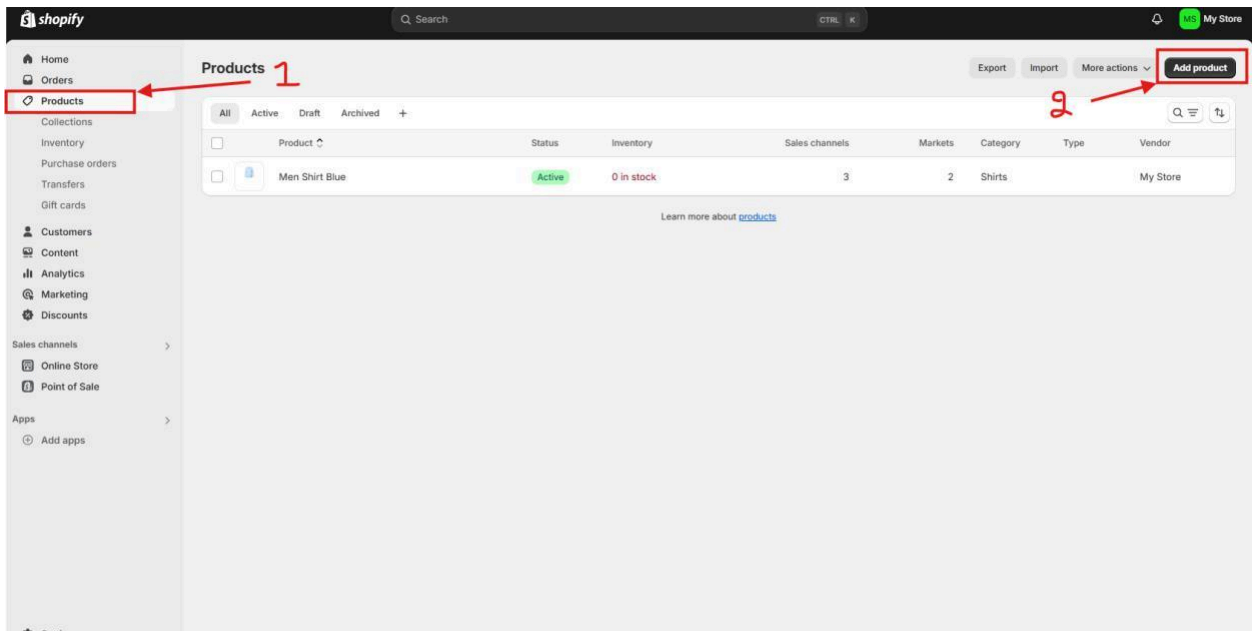 shopify
Search
CTRL K
MS My Store
Home
Orders
Products
Collections
Inventory
Purchase orders
Transfers
Gift cards
Customers
Content
Analytics
Marketing
Discounts
Sales channels
Online Store
Point of Sale
Apps
Add apps
Products 1
Export Import More actions Add product
2
All Active Draft Archived +
Product Status Inventory Sales channels Markets Category Type Vendor
Men Shirt Blue Active 0 in stock 3 2 Shirts My Store
Learn more about products